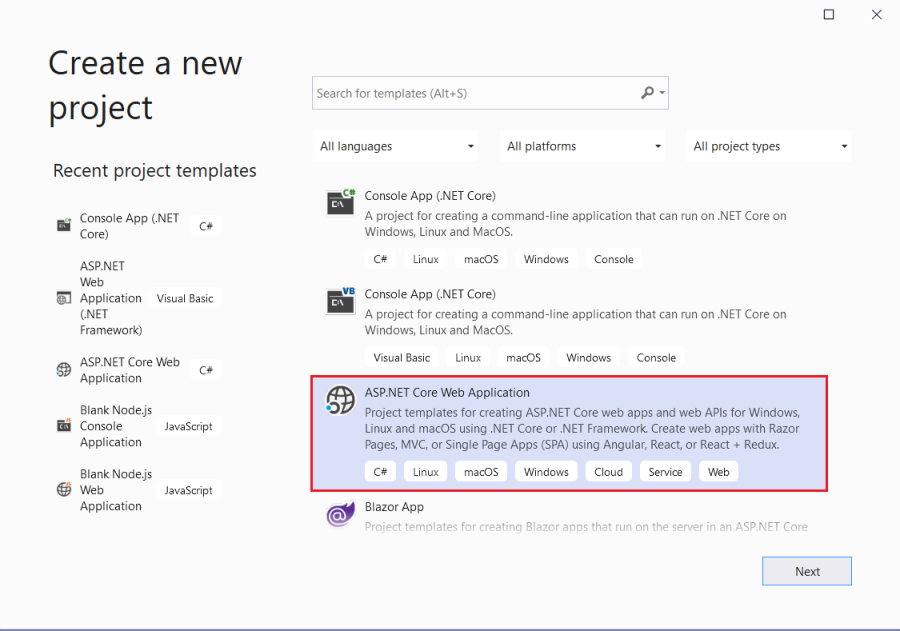 Create a new
project
Recent project templates
Console App (.NET
Core)
C#
ASP.NET
Web
Application
(.NET
Framework)
Visual Basic
ASP.NET Core Web
Application
C#
Blank Node.js
Console
Application
JavaScript
Blank Node.js
Web
Application
JavaScript
Search for templates (Alt+S)
All languages
All platforms
All project types
C#
Console App (.NET Core)
A project for creating a command-line application that can run on .NET Core on
Windows, Linux and MacOS.
C# Linux macOS Windows Console
VB
Console App (.NET Core)
A project for creating a command-line application that can run on .NET Core on
Windows, Linux and MacOS.
Visual Basic Linux macOS Windows Console
ASP.NET Core Web Application
Project templates for creating ASP.NET Core web apps and web APIs for Windows,
Linux and macOS using .NET Core or .NET Framework. Create web apps with Razor
Pages, MVC, or Single Page Apps (SPA) using Angular, React, or React + Redux.
C# Linux macOS Windows Cloud Service Web
Blazor App
Project templates for creating Blazor apps that run on the server in an ASP.NET Core
Next